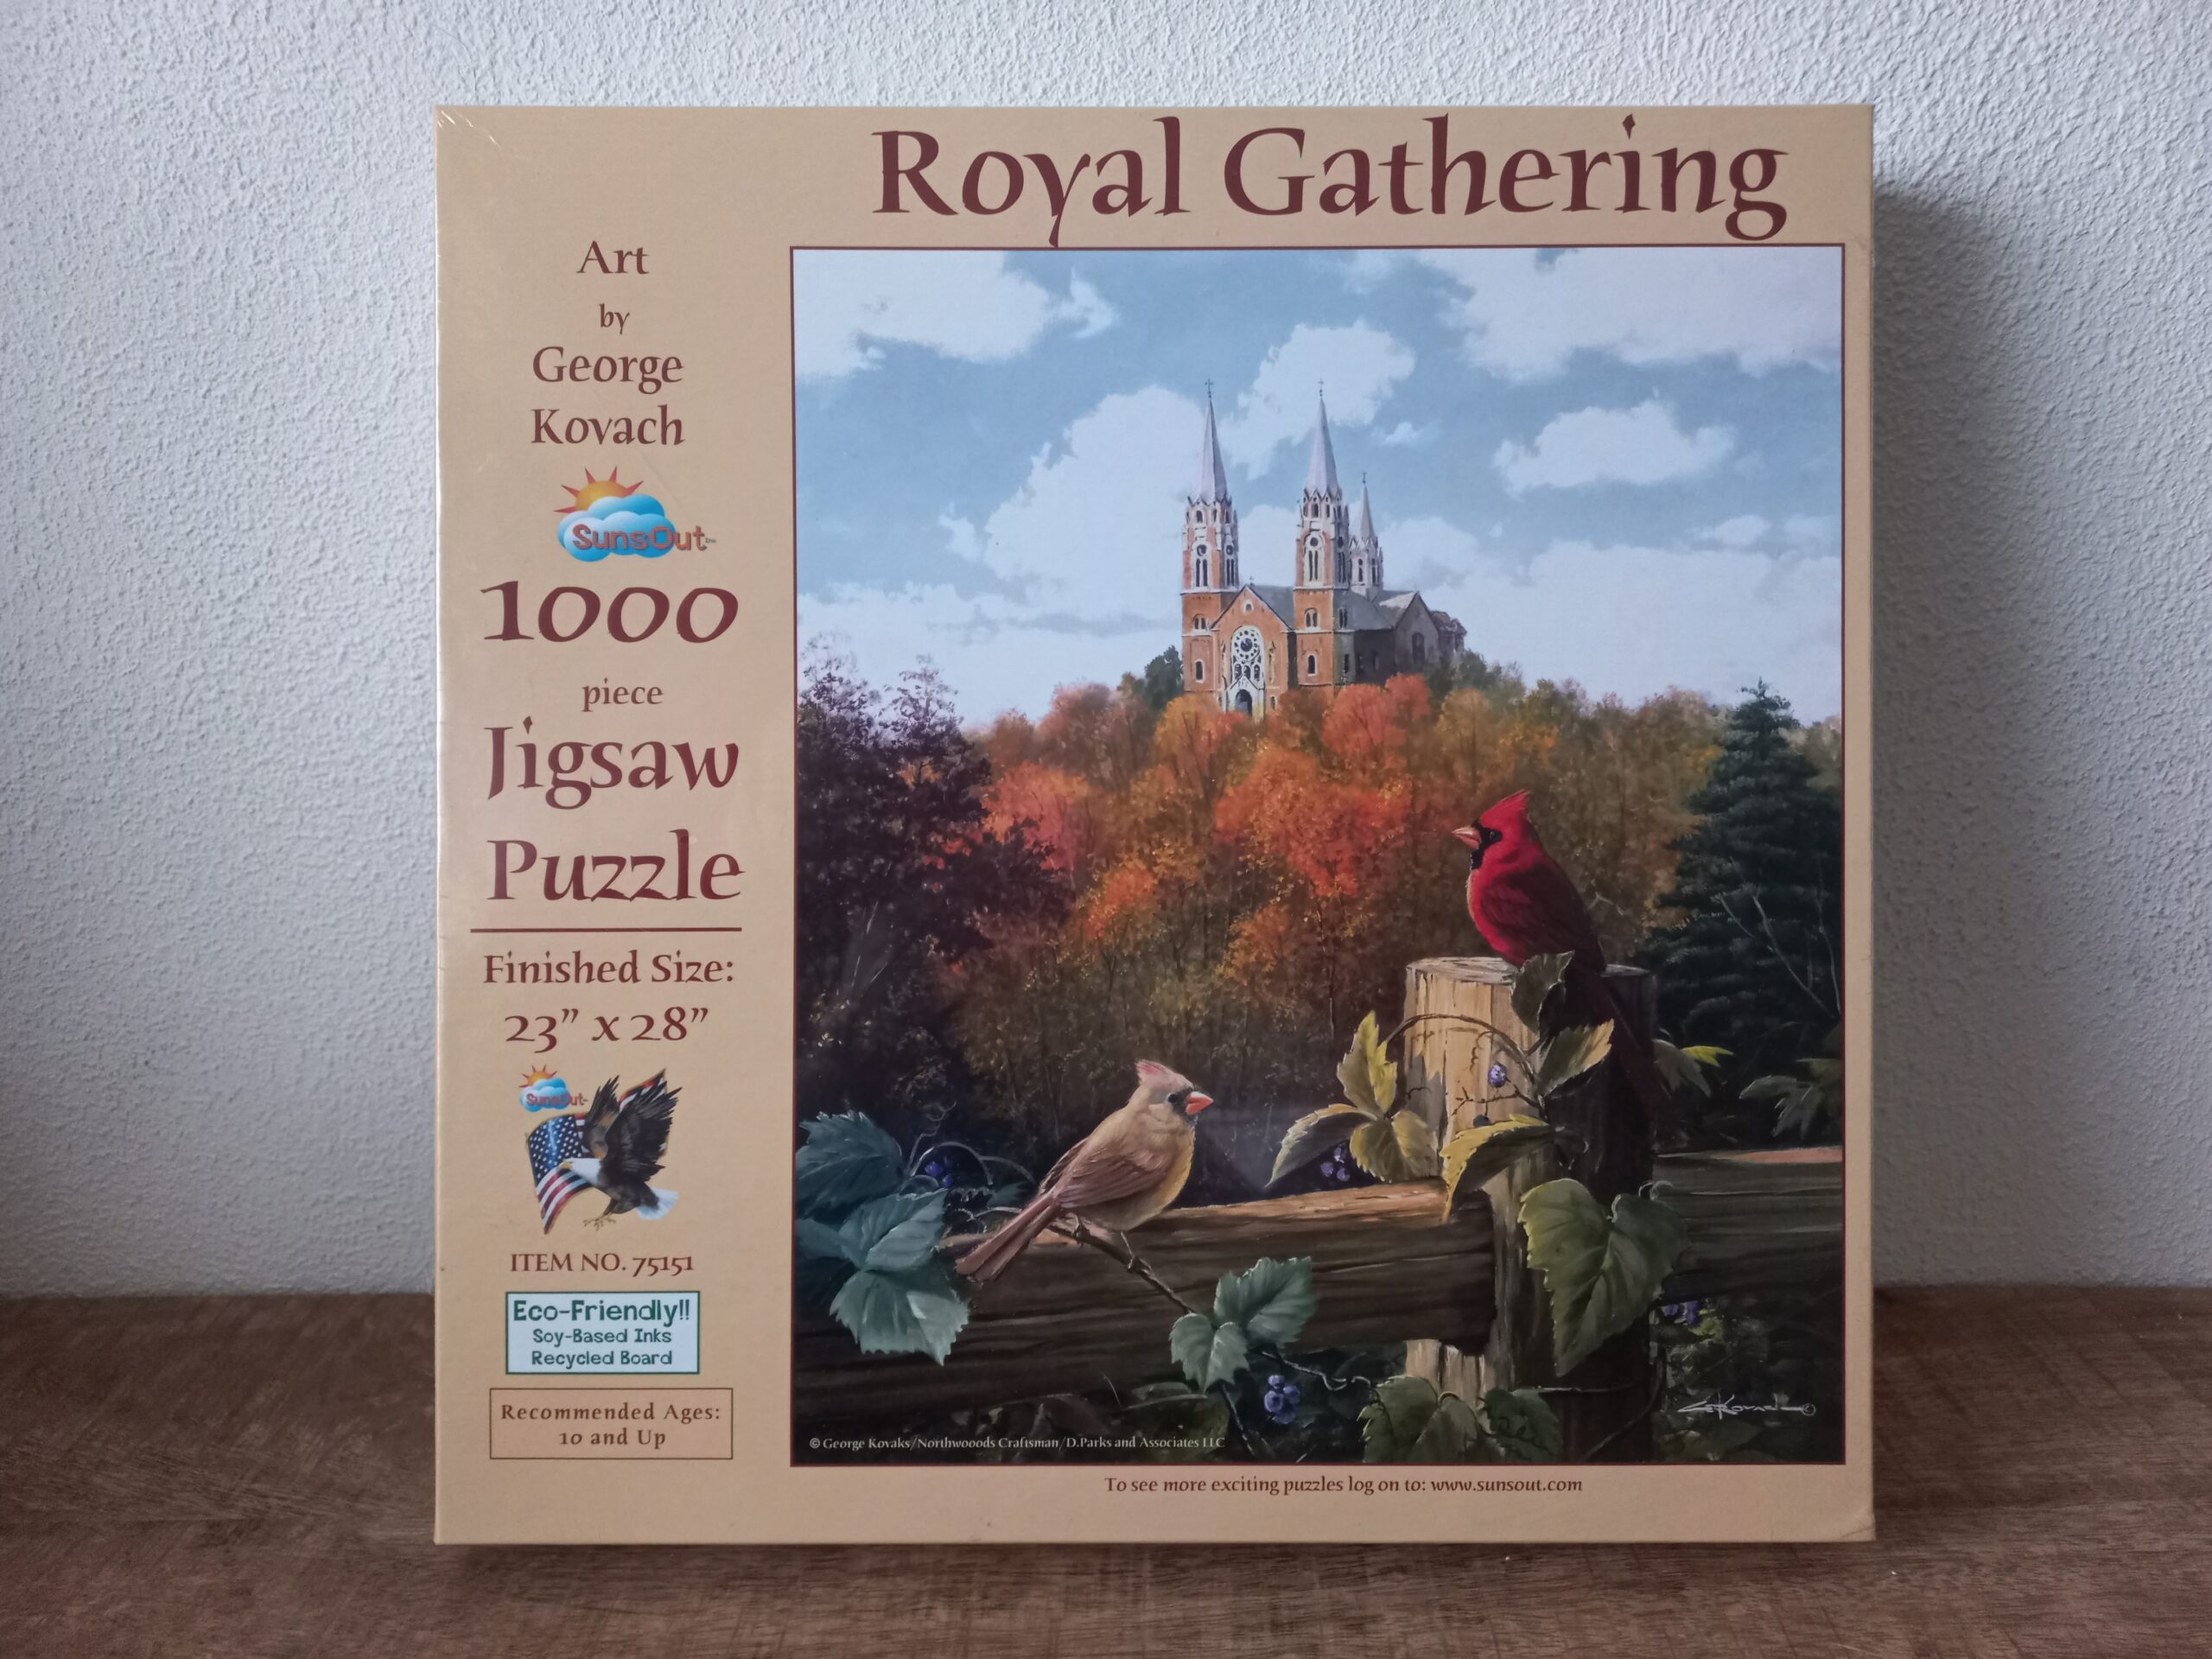 Royal Gathering
Art
by
George
Kovach
SunsOut
1000
piece
Jigsaw
Puzzle
Finished Size:
23" x 28"
SunsOut
ITEM NO. 75151
Eco-Friendly!!
Soy-Based Inks
Recycled Board
Recommended Ages:
10 and Up
© George Kovaks/Northwooods Craftsman/D.Parks and Associates LLC
To see more exciting puzzles log on to: www.sunsout.com